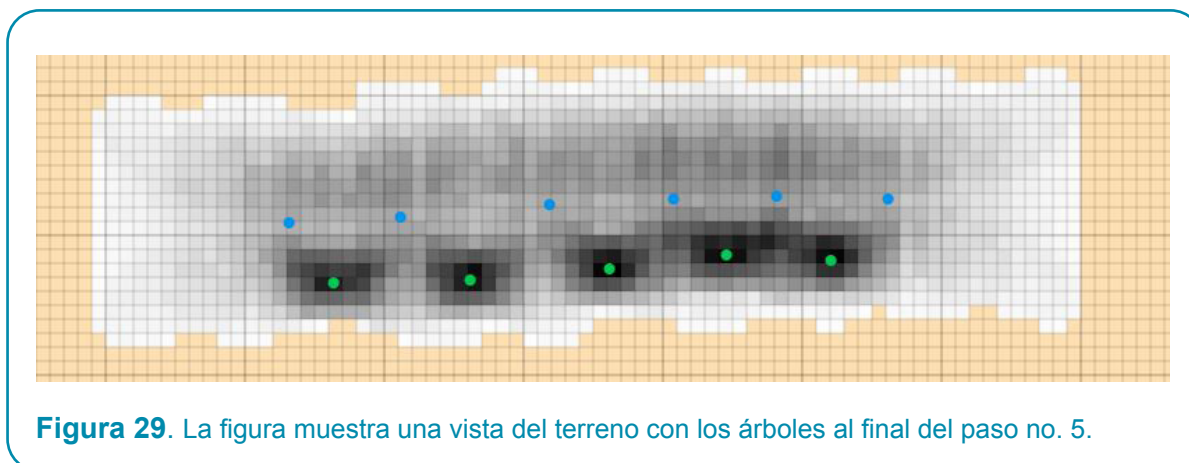 Figura 29. La figura muestra una vista del terreno con los árboles al final del paso no. 5.